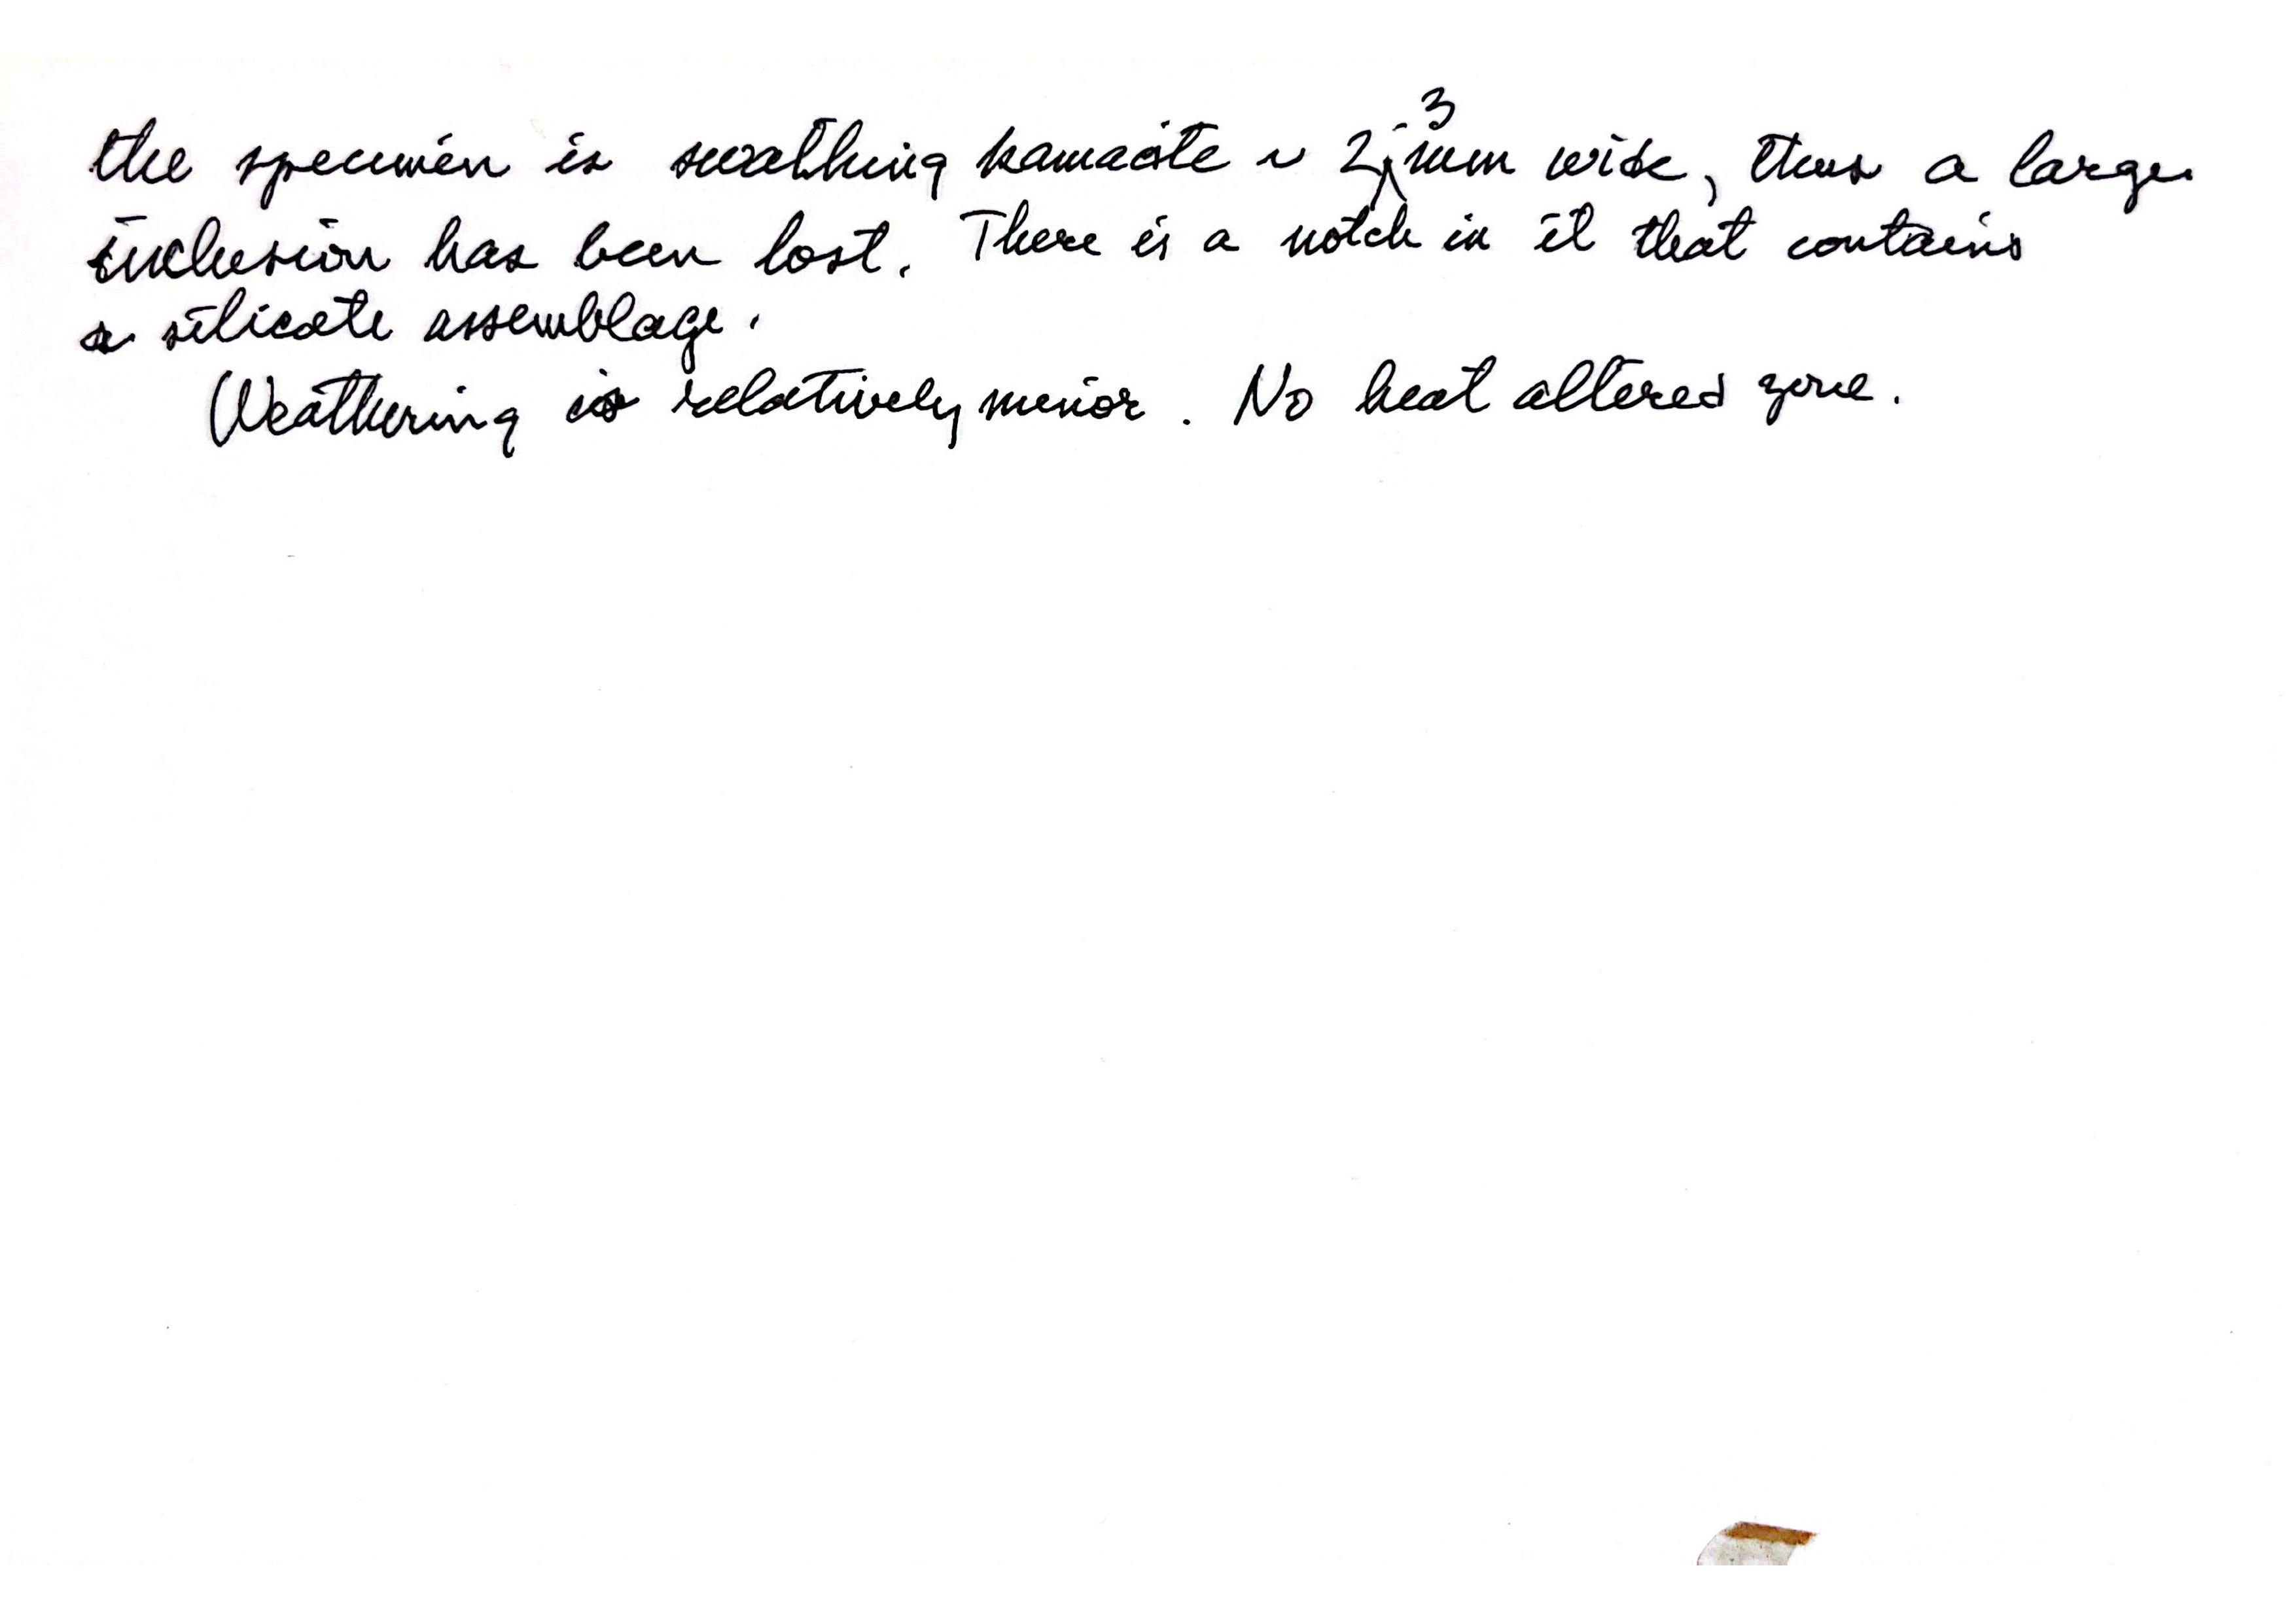 the specimen is swathing kamacite ~ 2-3 mm wide, thus a large
inclusion has been lost. There is a notch in it that contains
a silicate assemblage.
Weathering is relatively minor. No heat altered zone.